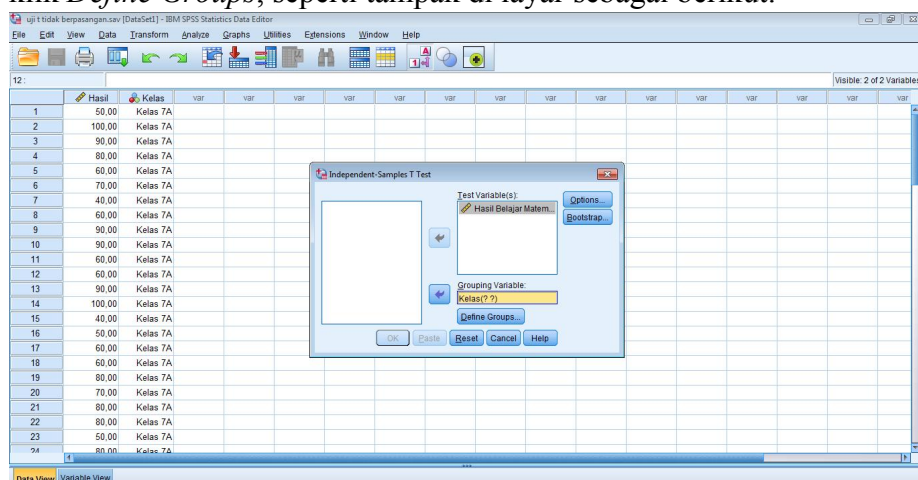 klik Define Groups, seperti tampak di layar sebagai berikut:
uji t tidak berpasangan.sav [DataSet1] - IBM SPSS Statistics Data Editor
File Edit View Data Transform Analyze Graphs Utilities Extensions Window Help
12 : Visible: 2 of 2 Variables
Hasil Kelas var var var var var var var var var var var var var var
1 50,00 Kelas 7A
2 100,00 Kelas 7A
3 90,00 Kelas 7A
4 80,00 Kelas 7A
5 60,00 Kelas 7A
6 70,00 Kelas 7A
7 40,00 Kelas 7A
8 60,00 Kelas 7A
9 90,00 Kelas 7A
10 90,00 Kelas 7A
11 60,00 Kelas 7A
12 60,00 Kelas 7A
13 90,00 Kelas 7A
14 100,00 Kelas 7A
15 40,00 Kelas 7A
16 50,00 Kelas 7A
17 60,00 Kelas 7A
18 60,00 Kelas 7A
19 80,00 Kelas 7A
20 70,00 Kelas 7A
21 80,00 Kelas 7A
22 80,00 Kelas 7A
23 50,00 Kelas 7A
24 80,00 Kelas 7A
Independent-Samples T Test
Test Variable(s):
Hasil Belajar Matem...
Options...
Bootstrap...
Grouping Variable:
Kelas(? ?)
Define Groups...
OK Paste Reset Cancel Help
Data View Variable View